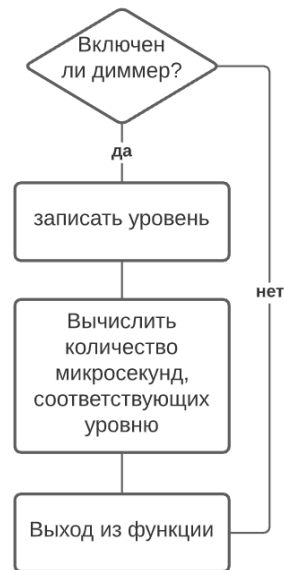 Включен
ли диммер?
да
записать уровень
нет
Вычислить
количество
микросекунд,
соответствующих
уровню
Выход из функции